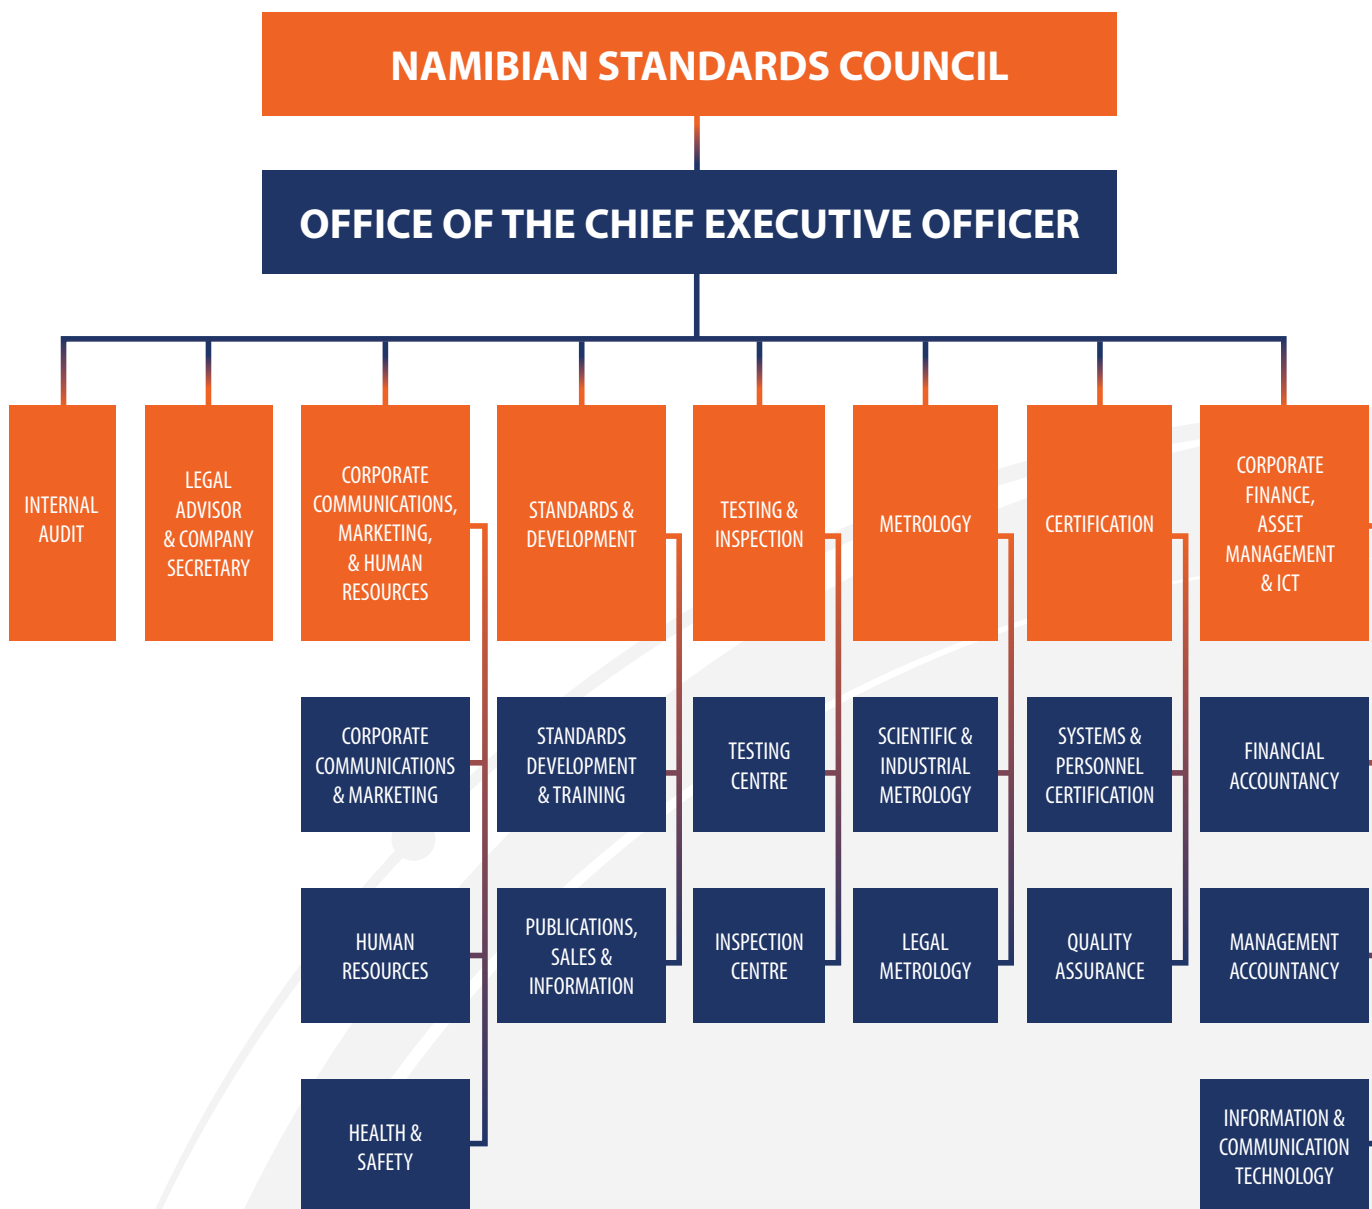 NAMIBIAN STANDARDS COUNCIL
OFFICE OF THE CHIEF EXECUTIVE OFFICER
INTERNAL
AUDIT
LEGAL
ADVISOR
& COMPANY
SECRETARY
CORPORATE
COMMUNICATIONS,
MARKETING,
& HUMAN
RESOURCES
STANDARDS &
DEVELOPMENT
TESTING &
INSPECTION
METROLOGY
CERTIFICATION
CORPORATE
FINANCE,
ASSET
MANAGEMENT
& ICT
CORPORATE
COMMUNICATIONS
& MARKETING
STANDARDS
DEVELOPMENT
& TRAINING
TESTING
CENTRE
SCIENTIFIC &
INDUSTRIAL
METROLOGY
SYSTEMS &
PERSONNEL
CERTIFICATION
FINANCIAL
ACCOUNTANCY
HUMAN
RESOURCES
PUBLICATIONS,
SALES &
INFORMATION
INSPECTION
CENTRE
LEGAL
METROLOGY
QUALITY
ASSURANCE
MANAGEMENT
ACCOUNTANCY
HEALTH &
SAFETY
INFORMATION &
COMMUNICATION
TECHNOLOGY